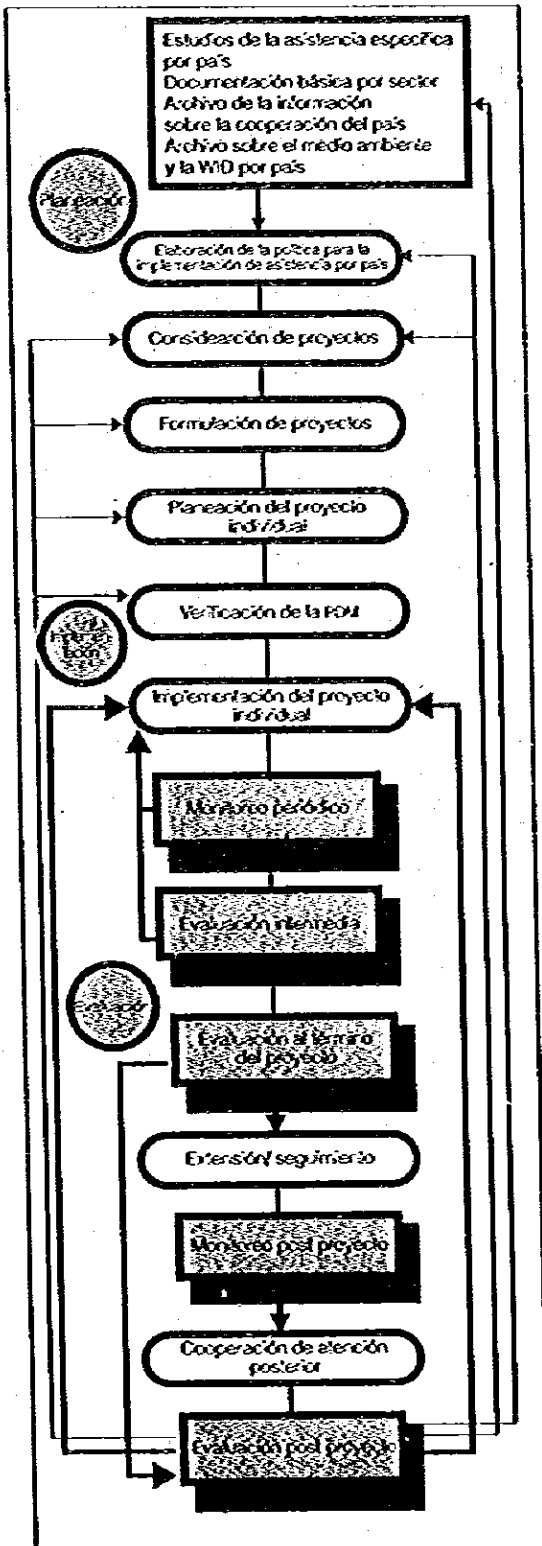 Estudios de la asistencia específica
por país
Documentación básica por sector
Archivo de la información
sobre la cooperación del país
Archivo sobre el medio ambiente
y la WID por país
Planeación
Elaboración de la política para la
implementación de asistencia por país
Consideración de proyectos
Formulación de proyectos
Planeación del proyecto
individual
Verificación de la PDM
Implementación del proyecto
individual
Monitoreo periódico
Evaluación intermedia
Evaluación
Evaluación al término
del proyecto
Extensión/ seguimiento
Monitoreo post proyecto
Cooperación de atención
posterior
Evaluación post proyecto